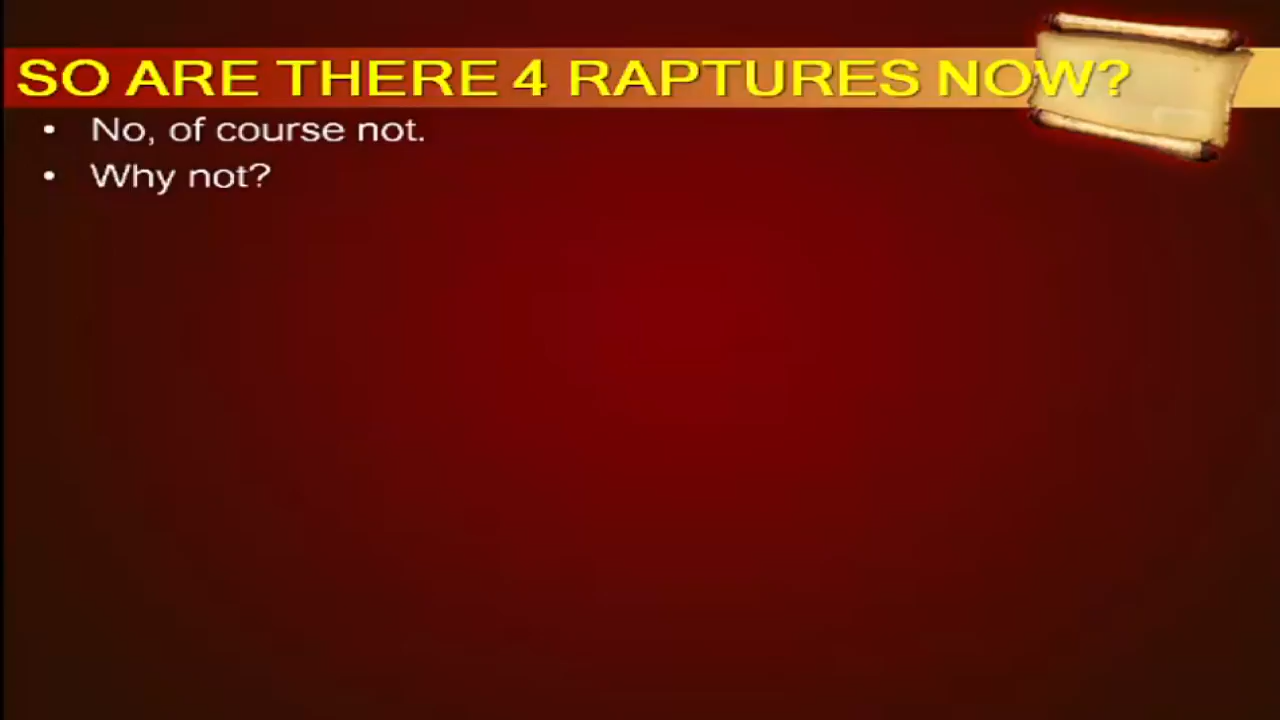 SO ARE THERE 4 RAPTURES NOW?
• No, of course not.
• Why not?